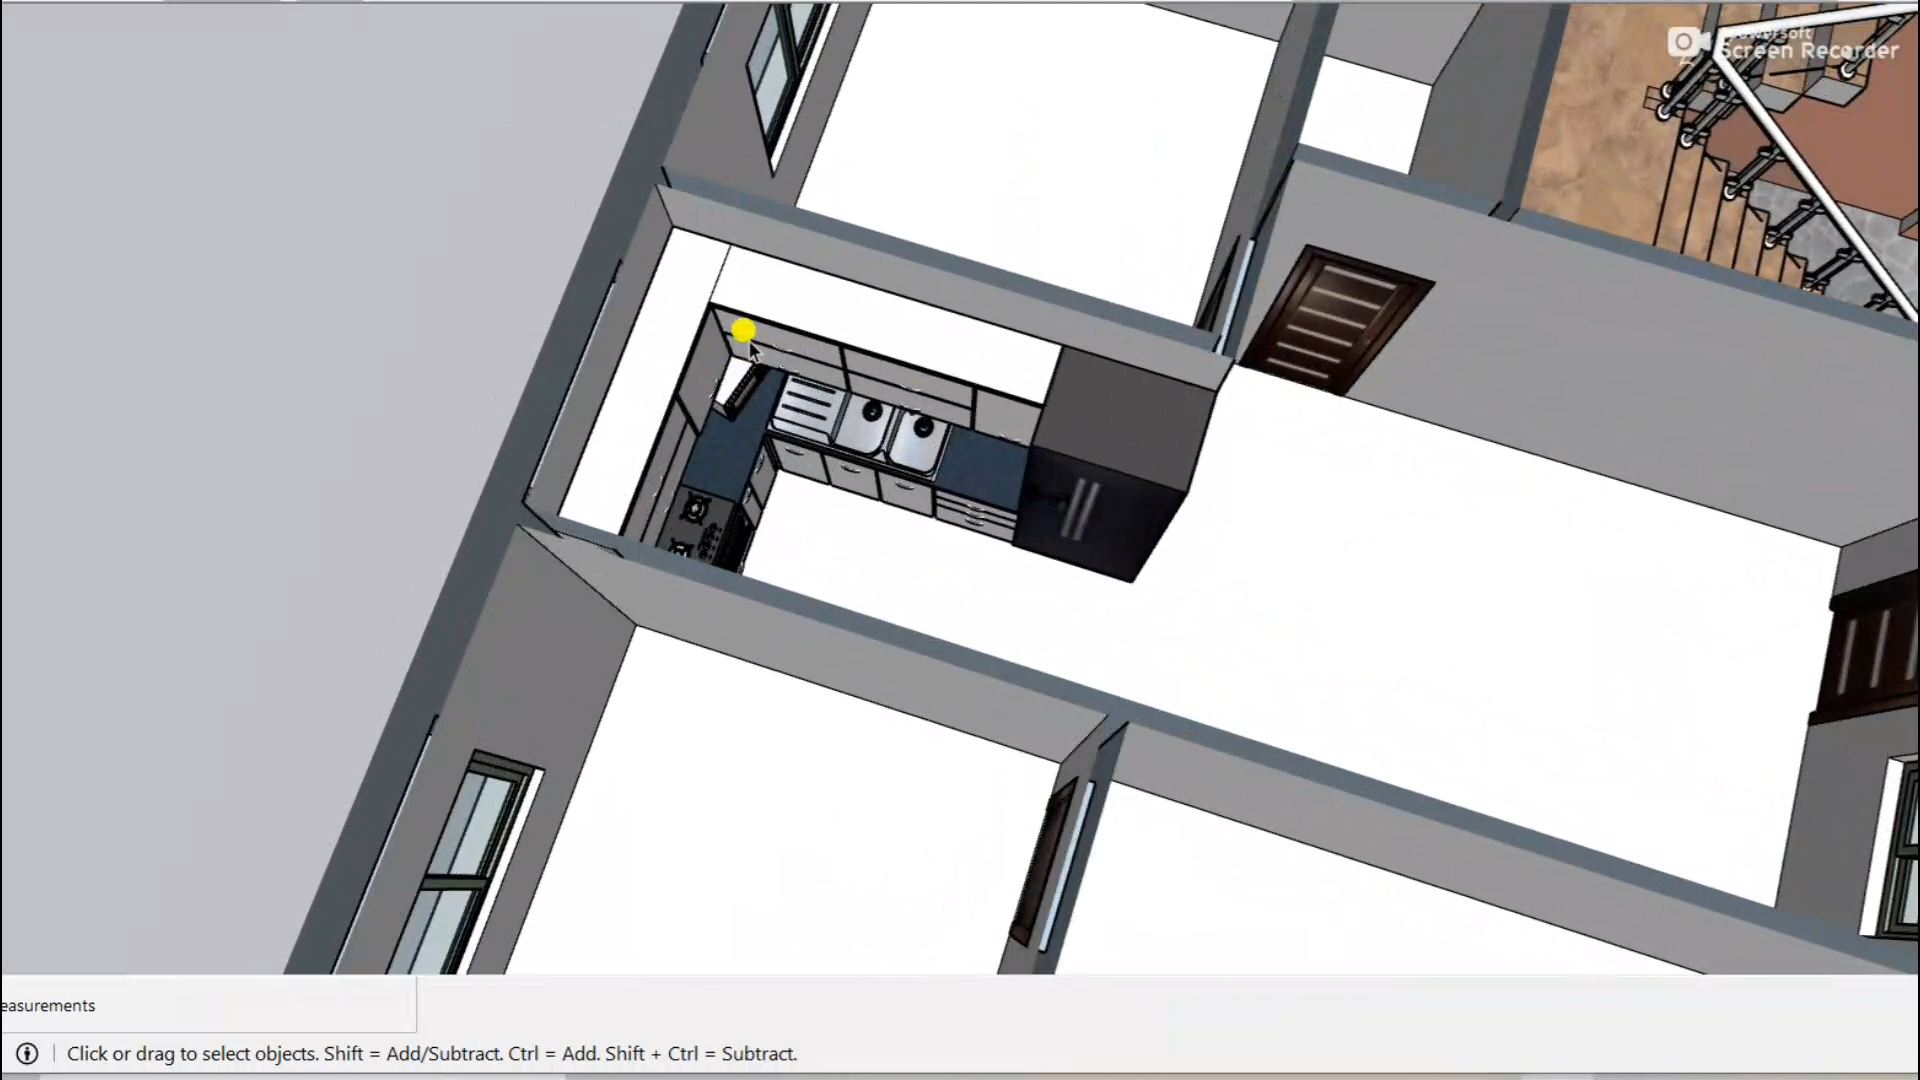 Screen Recorder
easurements
Click or drag to select objects. Shift = Add/Subtract. Ctrl = Add. Shift + Ctrl = Subtract.